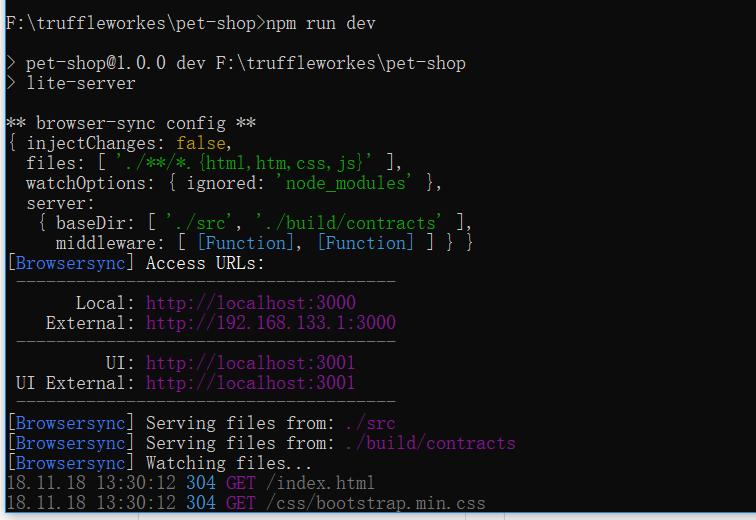 F:\truffleworkes\pet-shop>npm run dev
> pet-shop@1.0.0 dev F:\truffleworkes\pet-shop
> lite-server
** browser-sync config **
{ injectChanges: false,
  files: [ './**/*.{html,htm,css,js}' ],
  watchOptions: { ignored: 'node_modules' },
  server:
   { baseDir: [ './src', './build/contracts' ],
     middleware: [ [Function], [Function] ] } }
[Browsersync] Access URLs:
 --------------------------------------
       Local: http://localhost:3000
    External: http://192.168.133.1:3000
 --------------------------------------
          UI: http://localhost:3001
 UI External: http://localhost:3001
 --------------------------------------
[Browsersync] Serving files from: ./src
[Browsersync] Serving files from: ./build/contracts
[Browsersync] Watching files...
18.11.18 13:30:12 304 GET /index.html
18.11.18 13:30:12 304 GET /css/bootstrap.min.css